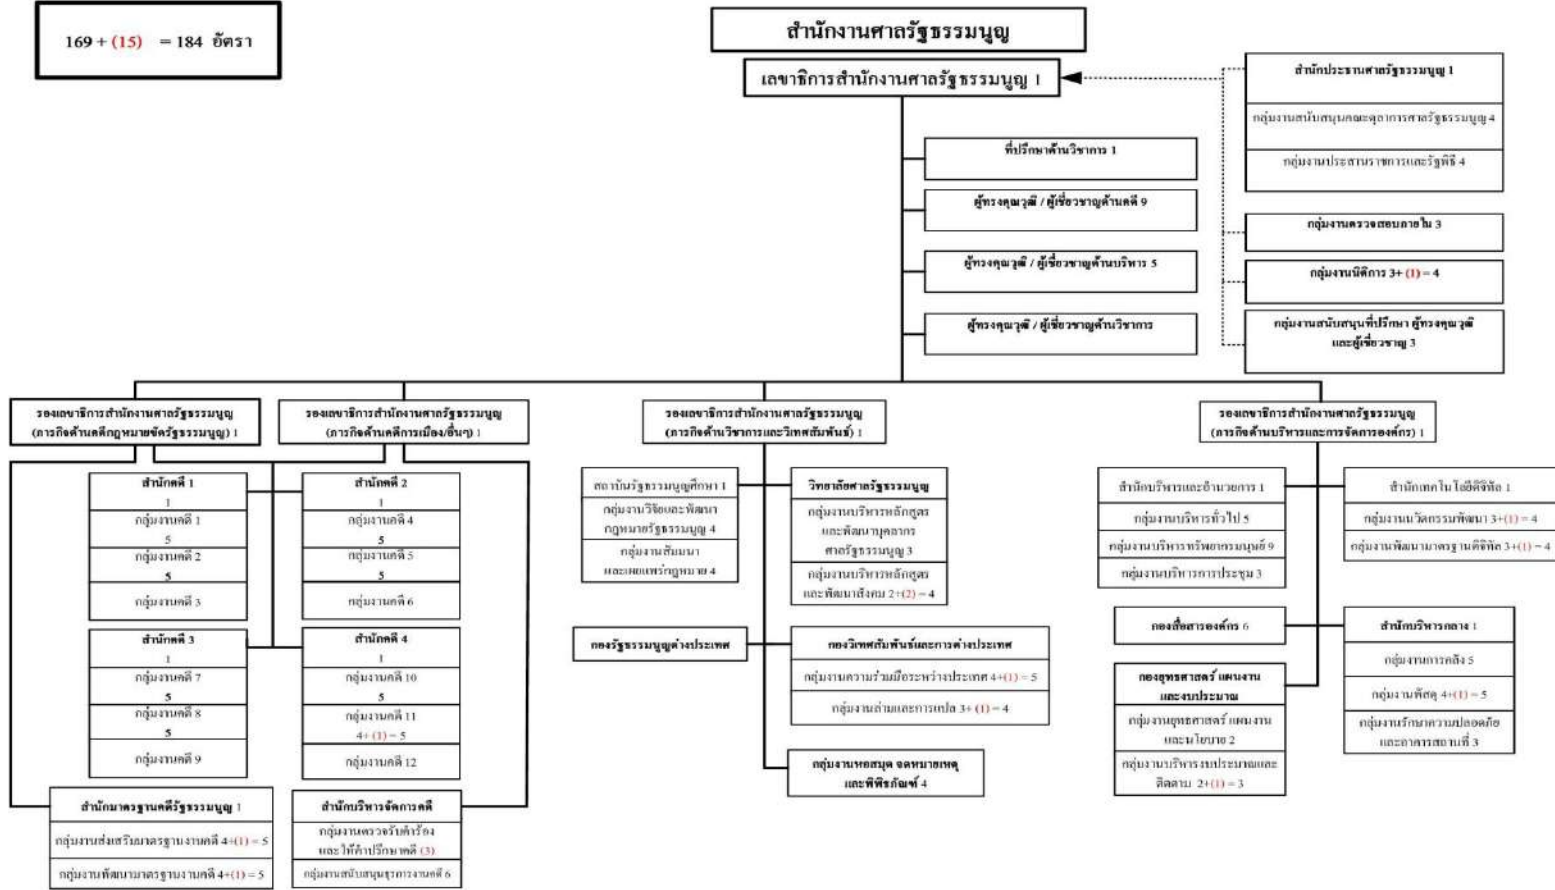 169 + (15) = 184 อัตรา
สำนักงานศาลรัฐธรรมนูญ
เลขาธิการสำนักงานศาลรัฐธรรมนูญ 1
สำนักประธานศาลรัฐธรรมนูญ 1
กลุ่มงานสนับสนุนคณะตุลาการศาลรัฐธรรมนูญ 4
กลุ่มงานประสานราชการและรัฐพิธี 4
กลุ่มงานตรวจสอบภายใน 3
กลุ่มงานนิติการ 3+ (1) = 4
กลุ่มงานสนับสนุนที่ปรึกษา ผู้ทรงคุณวุฒิ
และผู้เชี่ยวชาญ 3
ที่ปรึกษาด้านวิชาการ 1
ผู้ทรงคุณวุฒิ / ผู้เชี่ยวชาญด้านคดี 9
ผู้ทรงคุณวุฒิ / ผู้เชี่ยวชาญด้านบริหาร 5
ผู้ทรงคุณวุฒิ / ผู้เชี่ยวชาญด้านวิชาการ
รองเลขาธิการสำนักงานศาลรัฐธรรมนูญ
(ภารกิจด้านคดีกฎหมายขัดรัฐธรรมนูญ) 1
รองเลขาธิการสำนักงานศาลรัฐธรรมนูญ
(ภารกิจด้านคดีการเมือง/อื่นๆ) 1
รองเลขาธิการสำนักงานศาลรัฐธรรมนูญ
(ภารกิจด้านวิชาการและวิเทศสัมพันธ์) 1
รองเลขาธิการสำนักงานศาลรัฐธรรมนูญ
(ภารกิจด้านบริหารและการจัดการองค์กร) 1
สำนักคดี 1
1
กลุ่มงานคดี 1
5
กลุ่มงานคดี 2
5
กลุ่มงานคดี 3
สำนักคดี 2
1
กลุ่มงานคดี 4
5
กลุ่มงานคดี 5
5
กลุ่มงานคดี 6
สำนักคดี 3
1
กลุ่มงานคดี 7
5
กลุ่มงานคดี 8
5
กลุ่มงานคดี 9
สำนักคดี 4
1
กลุ่มงานคดี 10
5
กลุ่มงานคดี 11
4+ (1) = 5
กลุ่มงานคดี 12
สำนักมาตรฐานคดีรัฐธรรมนูญ 1
กลุ่มงานส่งเสริมมาตรฐานงานคดี 4+(1) = 5
กลุ่มงานพัฒนามาตรฐานงานคดี 4+(1) = 5
สำนักบริหารจัดการคดี
กลุ่มงานตรวจรับคำร้อง
และให้คำปรึกษาคดี (3)
กลุ่มงานสนับสนุนธุรการงานคดี 6
สถาบันรัฐธรรมนูญศึกษา 1
กลุ่มงานวิจัยและพัฒนา
กฎหมายรัฐธรรมนูญ 4
กลุ่มงานสัมมนา
และเผยแพร่กฎหมาย 4
วิทยาลัยศาลรัฐธรรมนูญ
กลุ่มงานบริหารหลักสูตร
และพัฒนาบุคลากร
ศาลรัฐธรรมนูญ 3
กลุ่มงานบริหารหลักสูตร
และพัฒนาสังคม 2+(2) = 4
กองรัฐธรรมนูญต่างประเทศ
กองวิเทศสัมพันธ์และการต่างประเทศ
กลุ่มงานความร่วมมือระหว่างประเทศ 4+(1) = 5
กลุ่มงานล่ามและการแปล 3+ (1) = 4
กลุ่มงานหอสมุด จดหมายเหตุ
และพิพิธภัณฑ์ 4
สำนักบริหารและอำนวยการ 1
กลุ่มงานบริหารทั่วไป 5
กลุ่มงานบริหารทรัพยากรมนุษย์ 9
กลุ่มงานบริหารการประชุม 3
สำนักเทคโนโลยีดิจิทัล 1
กลุ่มงานนวัตกรรมพัฒนา 3+(1) = 4
กลุ่มงานพัฒนามาตรฐานดิจิทัล 3+(1) = 4
กองสื่อสารองค์กร 6
สำนักบริหารกลาง 1
กลุ่มงานการคลัง 5
กลุ่มงานพัสดุ 4+(1) = 5
กลุ่มงานรักษาความปลอดภัย
และอาคารสถานที่ 3
กองยุทธศาสตร์ แผนงาน
และงบประมาณ
กลุ่มงานยุทธศาสตร์ แผนงาน
และนโยบาย 2
กลุ่มงานบริหารงบประมาณและ
ติดตาม 2+(1) = 3